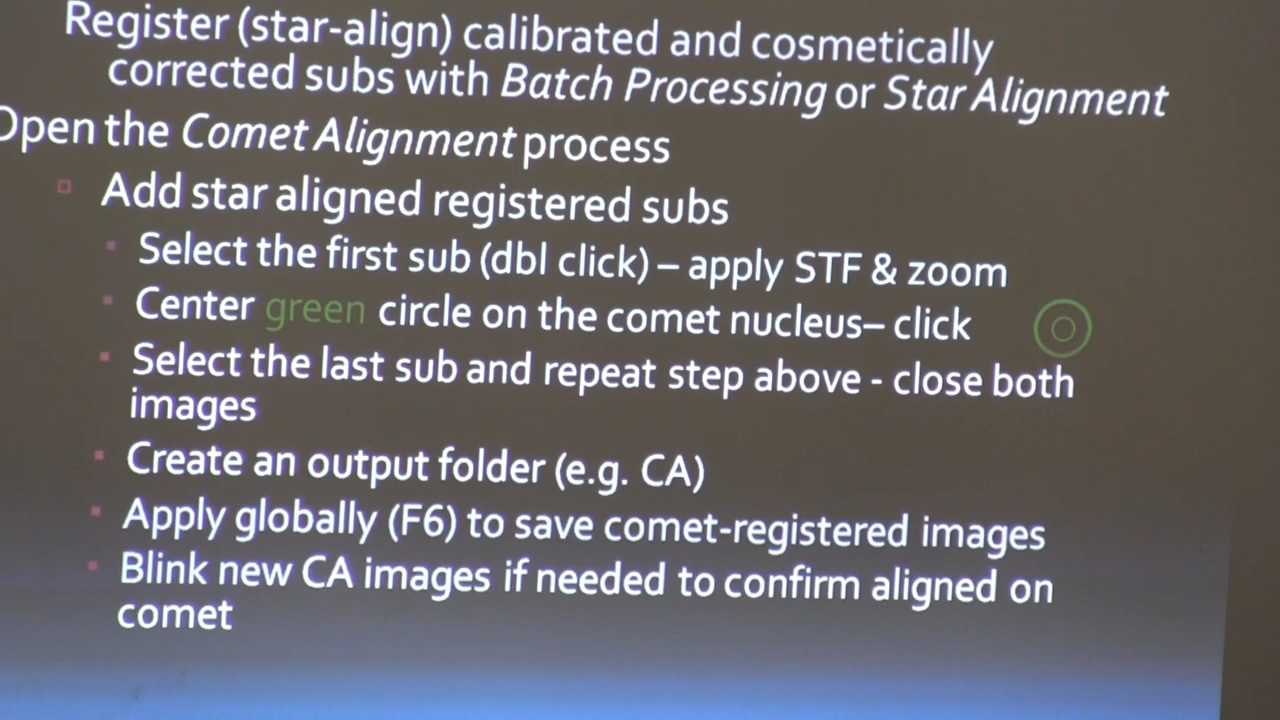 Register (star-align) calibrated and cosmetically
corrected subs with Batch Processing or Star Alignment
Open the Comet Alignment process
Add star aligned registered subs
Select the first sub (dbl click) – apply STF & zoom
Center green circle on the comet nucleus– click
Select the last sub and repeat step above - close both
images
Create an output folder (e.g. CA)
Apply globally (F6) to save comet-registered images
Blink new CA images if needed to confirm aligned on
comet